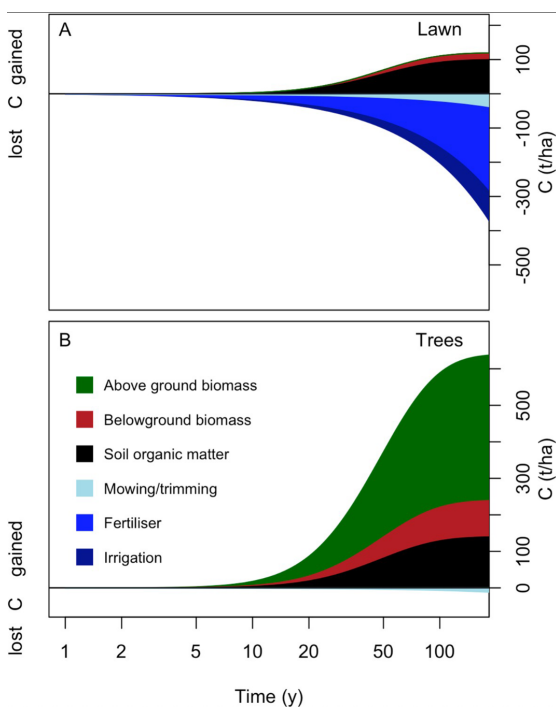 A
Lawn
gained
C
lost
100
-100
-300
-500
C (t/ha)
B
Trees
Above ground biomass
Belowground biomass
Soil organic matter
Mowing/trimming
Fertiliser
Irrigation
gained
C
lost
500
300
100
0
C (t/ha)
1 2 5 10 20 50 100
Time (y)